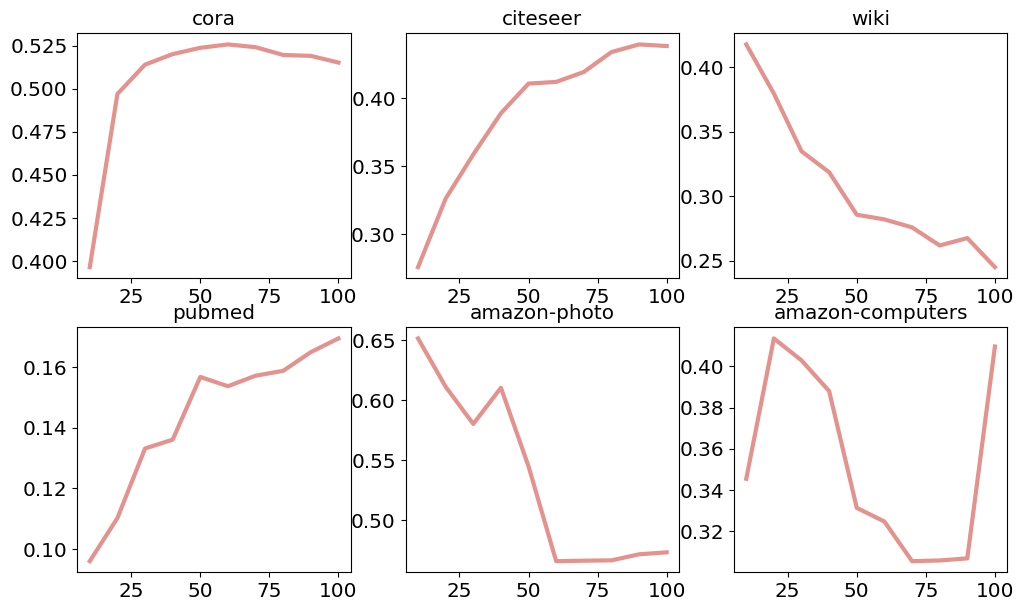 cora citeseer wiki
0.525 0.500 0.475 0.450 0.425 0.400
0.40 0.35 0.30
0.40 0.35 0.30 0.25
25 50 75 100 25 50 75 100 25 50 75 100
pubmed amazon-photo amazon-computers
0.16 0.14 0.12 0.10
0.65 0.60 0.55 0.50
0.40 0.38 0.36 0.34 0.32
25 50 75 100 25 50 75 100 25 50 75 100